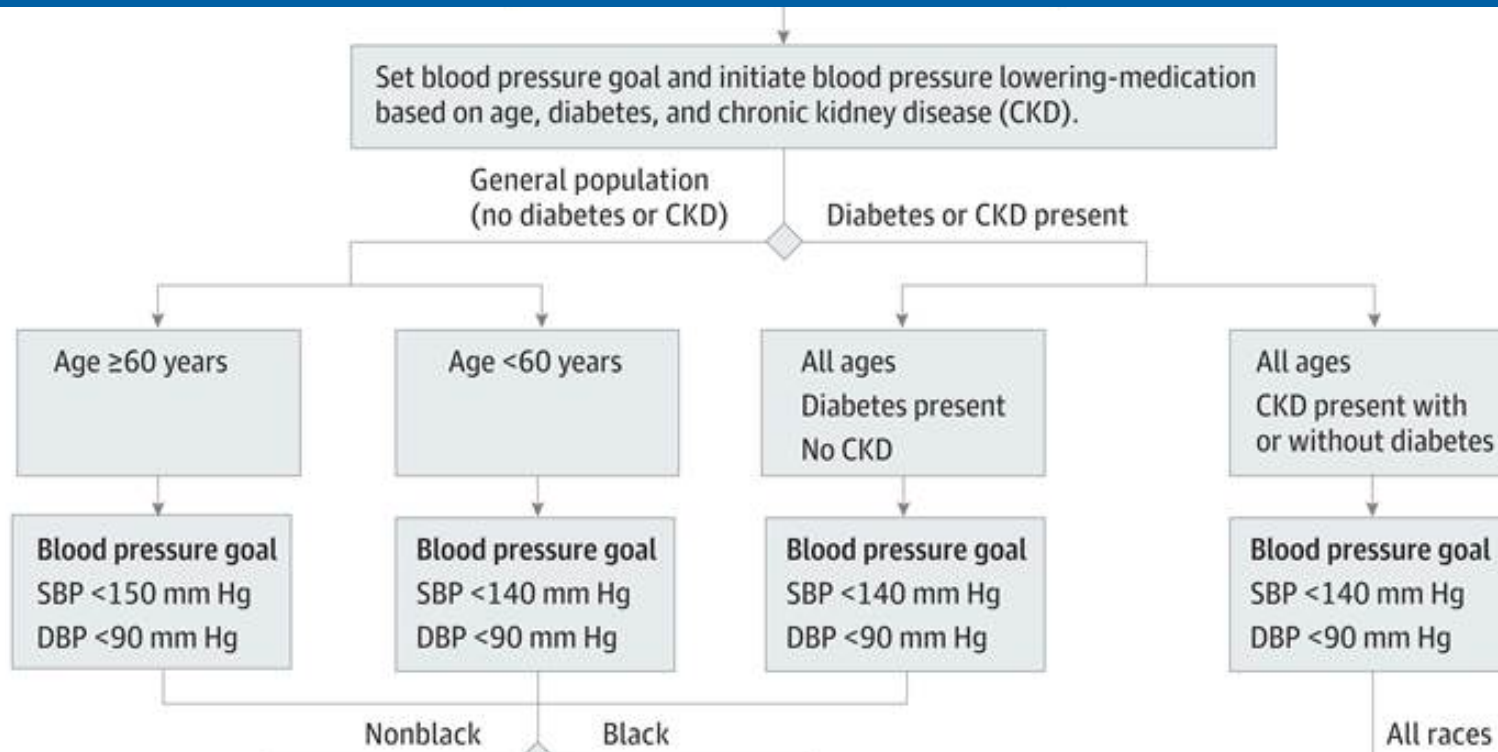 Set blood pressure goal and initiate blood pressure lowering-medication
based on age, diabetes, and chronic kidney disease (CKD).
General population
(no diabetes or CKD)
Diabetes or CKD present
Age ≥60 years
Age <60 years
All ages
Diabetes present
No CKD
All ages
CKD present with
or without diabetes
Blood pressure goal
SBP <150 mm Hg
DBP <90 mm Hg
Blood pressure goal
SBP <140 mm Hg
DBP <90 mm Hg
Blood pressure goal
SBP <140 mm Hg
DBP <90 mm Hg
Blood pressure goal
SBP <140 mm Hg
DBP <90 mm Hg
Nonblack
Black
All races